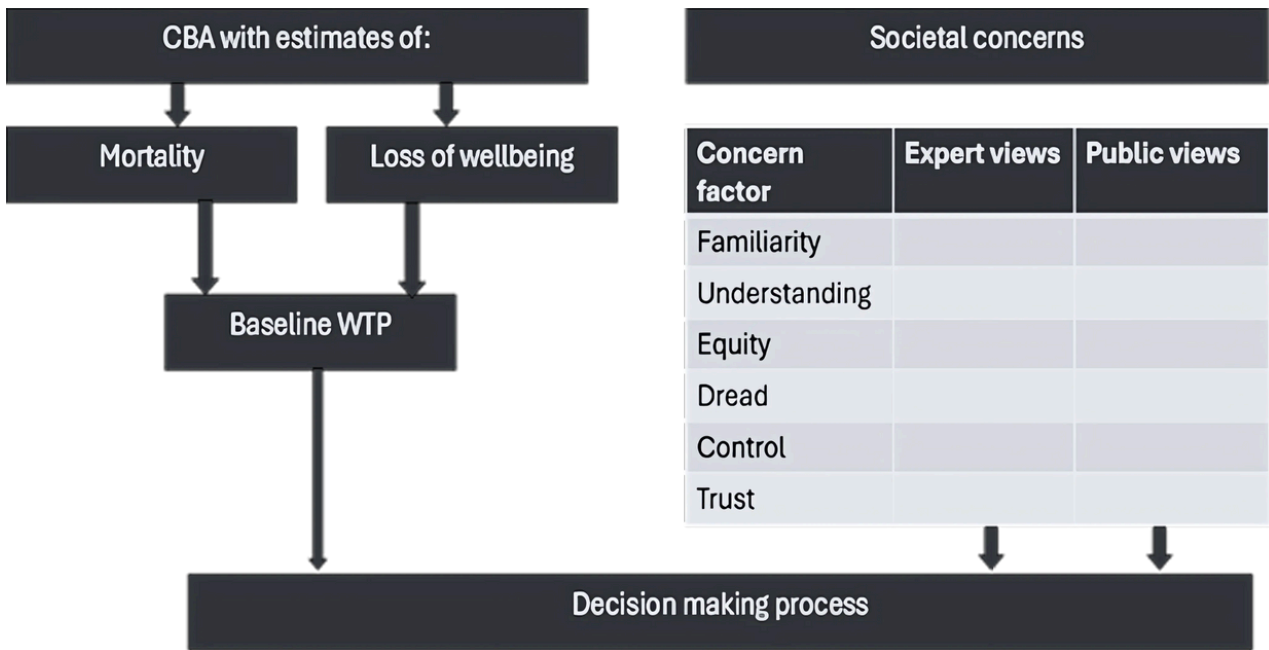 CBA with estimates of:
Societal concerns
Mortality
Loss of wellbeing
Baseline WTP
Concern
factor
Expert views
Public views
Familiarity
Understanding
Equity
Dread
Control
Trust
Decision making process